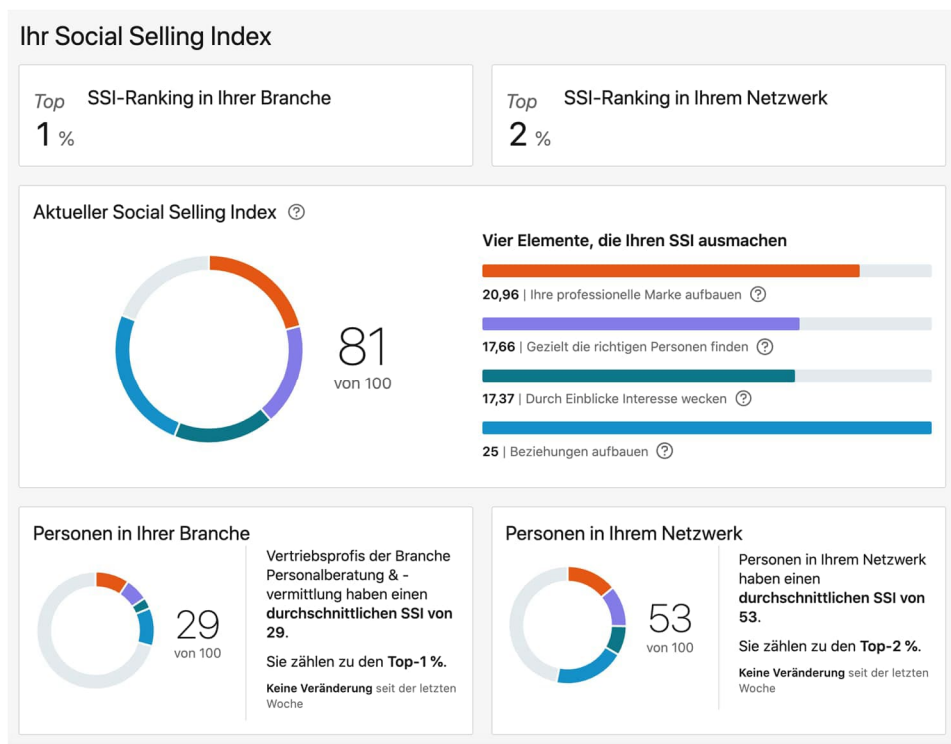 Ihr Social Selling Index
Top SSI-Ranking in Ihrer Branche
1 %
Top SSI-Ranking in Ihrem Netzwerk
2 %
Aktueller Social Selling Index ?
81
von 100
Vier Elemente, die Ihren SSI ausmachen
20,96 | Ihre professionelle Marke aufbauen ?
17,66 | Gezielt die richtigen Personen finden ?
17,37 | Durch Einblicke Interesse wecken ?
25 | Beziehungen aufbauen ?
Personen in Ihrer Branche
29
von 100
Vertriebsprofis der Branche
Personalberatung & -
vermittlung haben einen
durchschnittlichen SSI von
29.
Sie zählen zu den Top-1 %.
Keine Veränderung seit der letzten
Woche
Personen in Ihrem Netzwerk
53
von 100
Personen in Ihrem Netzwerk
haben einen
durchschnittlichen SSI von
53.
Sie zählen zu den Top-2 %.
Keine Veränderung seit der letzten
Woche